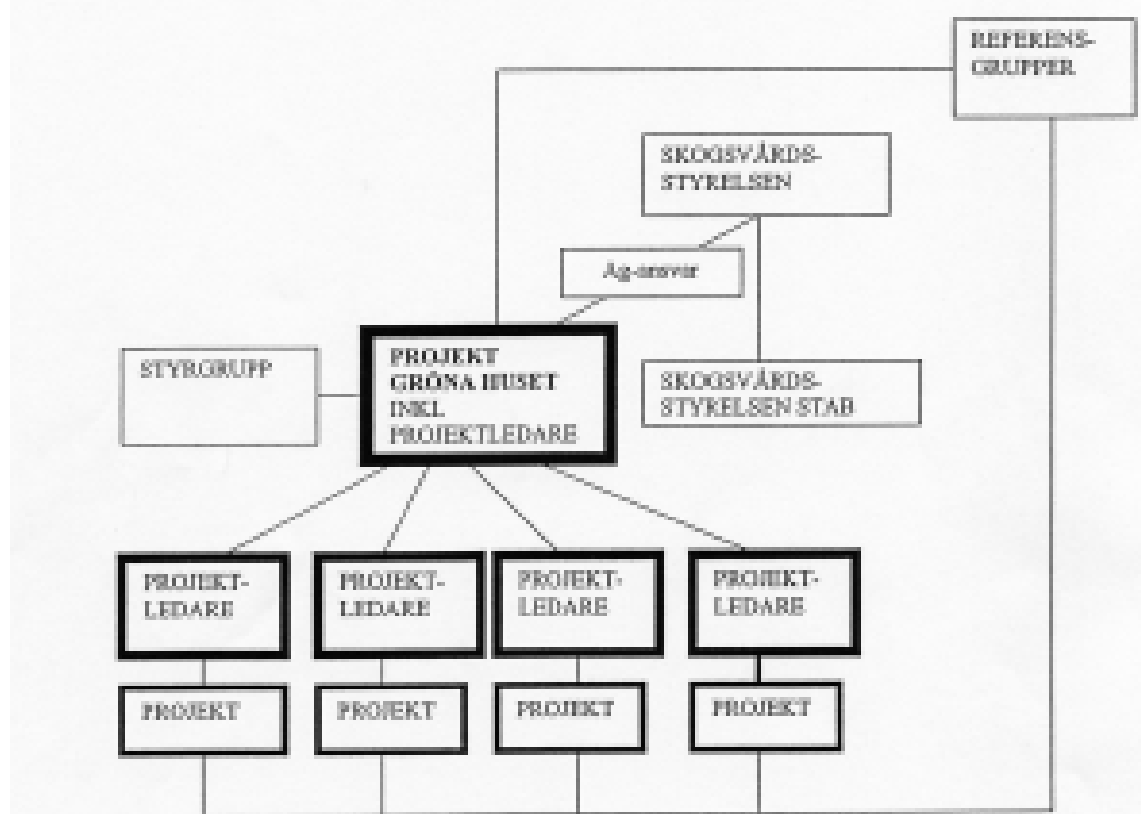 REFERENS-
GRUPPER
SKOGSVÅRDS-
STYRELSEN
Ag-ansvar
STYRGRUPP
PROJEKT
GRÖNA HUSET
INKL
PROJEKTLEDARE
SKOGSVÅRDS-
STYRELSEN STAB
PROJEKT-
LEDARE
PROJEKT-
LEDARE
PROJEKT-
LEDARE
PROJEKT-
LEDARE
PROJEKT
PROJEKT
PROJEKT
PROJEKT